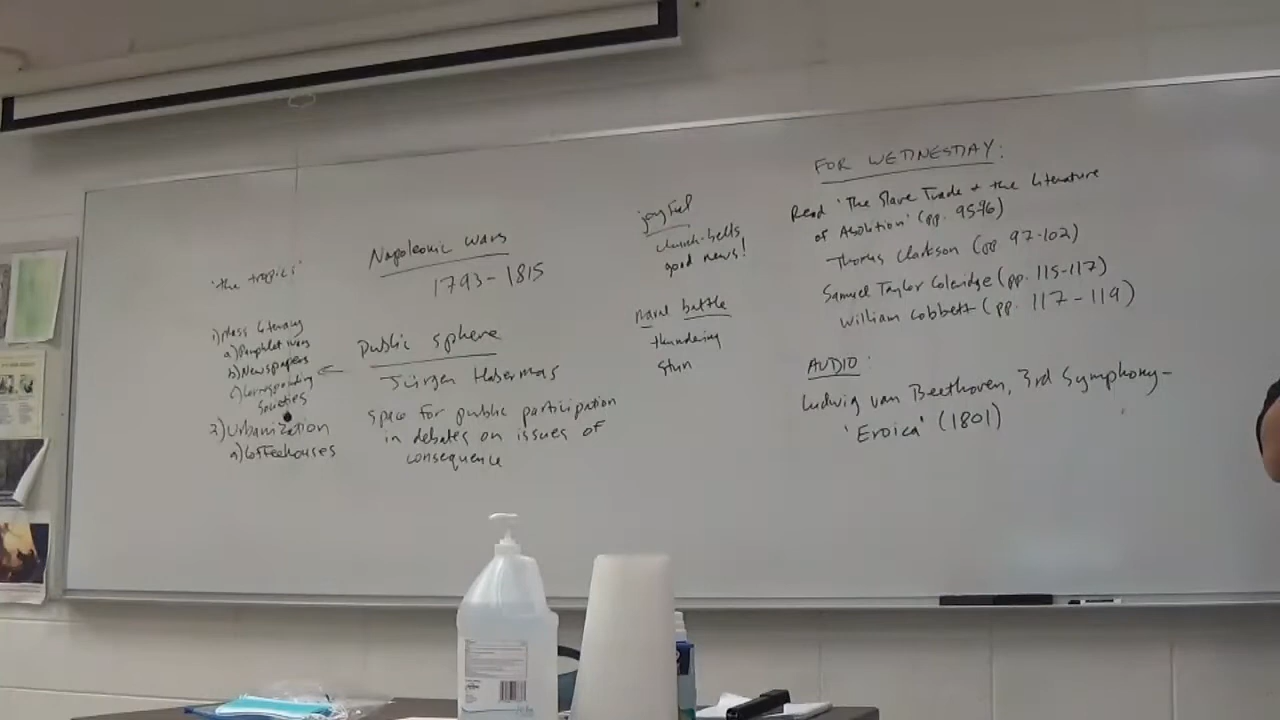 'the tropics'
1) Mass Literacy
a) Pamphlet wars
b) Newspapers
c) Corresponding
Societies
2) Urbanization
a) Coffeehouses
Napoleonic Wars
1793-1815
Public Sphere
Jürgen Habermas
space for public participation
in debates on issues of
consequence
joyful
church-bells
good news!
naval battle
thundering
stun
FOR WEDNESDAY:
Read 'The Slave Trade + the Literature
of Abolition' (pp. 95-96)
Thomas Clarkson (pp 97-102)
Samuel Taylor Coleridge (pp. 115-117)
William Cobbett (pp. 117-119)
AUDIO:
Ludwig van Beethoven, 3rd Symphony-
'Eroica' (1801)